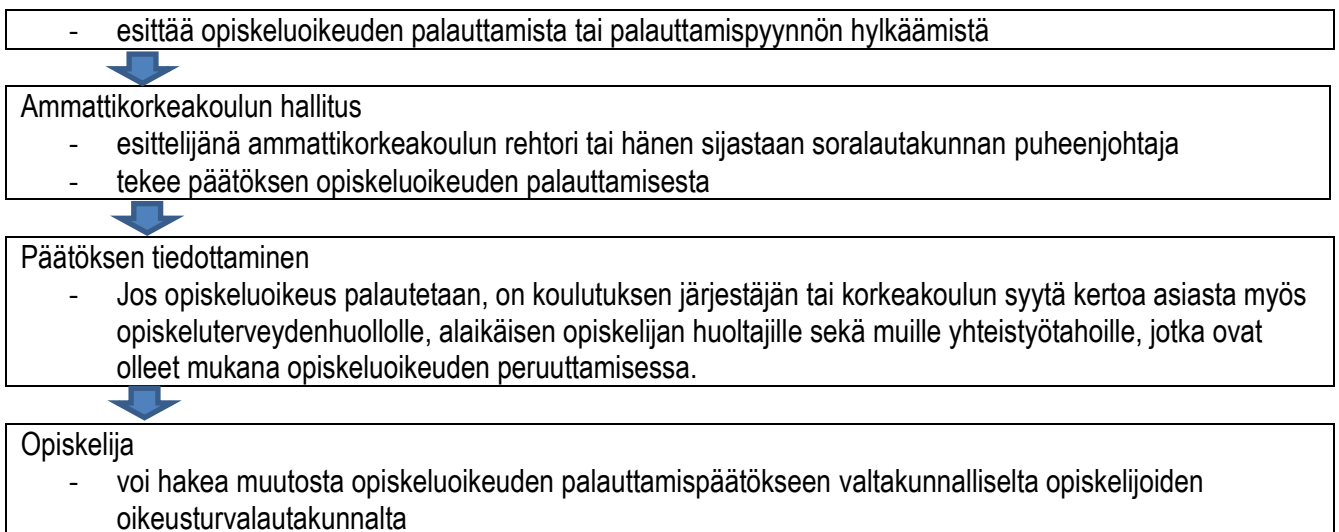 - esittää opiskeluoikeuden palauttamista tai palauttamispyynnön hylkäämistä
Ammattikorkeakoulun hallitus
- esittelijänä ammattikorkeakoulun rehtori tai hänen sijastaan soralautakunnan puheenjohtaja
- tekee päätöksen opiskeluoikeuden palauttamisesta
Päätöksen tiedottaminen
- Jos opiskeluoikeus palautetaan, on koulutuksen järjestäjän tai korkeakoulun syytä kertoa asiasta myös
opiskeluterveydenhuollolle, alaikäisen opiskelijan huoltajille sekä muille yhteistyötahoille, jotka ovat
olleet mukana opiskeluoikeuden peruuttamisessa.
Opiskelija
- voi hakea muutosta opiskeluoikeuden palauttamispäätökseen valtakunnalliselta opiskelijoiden
oikeusturvalautakunnalta